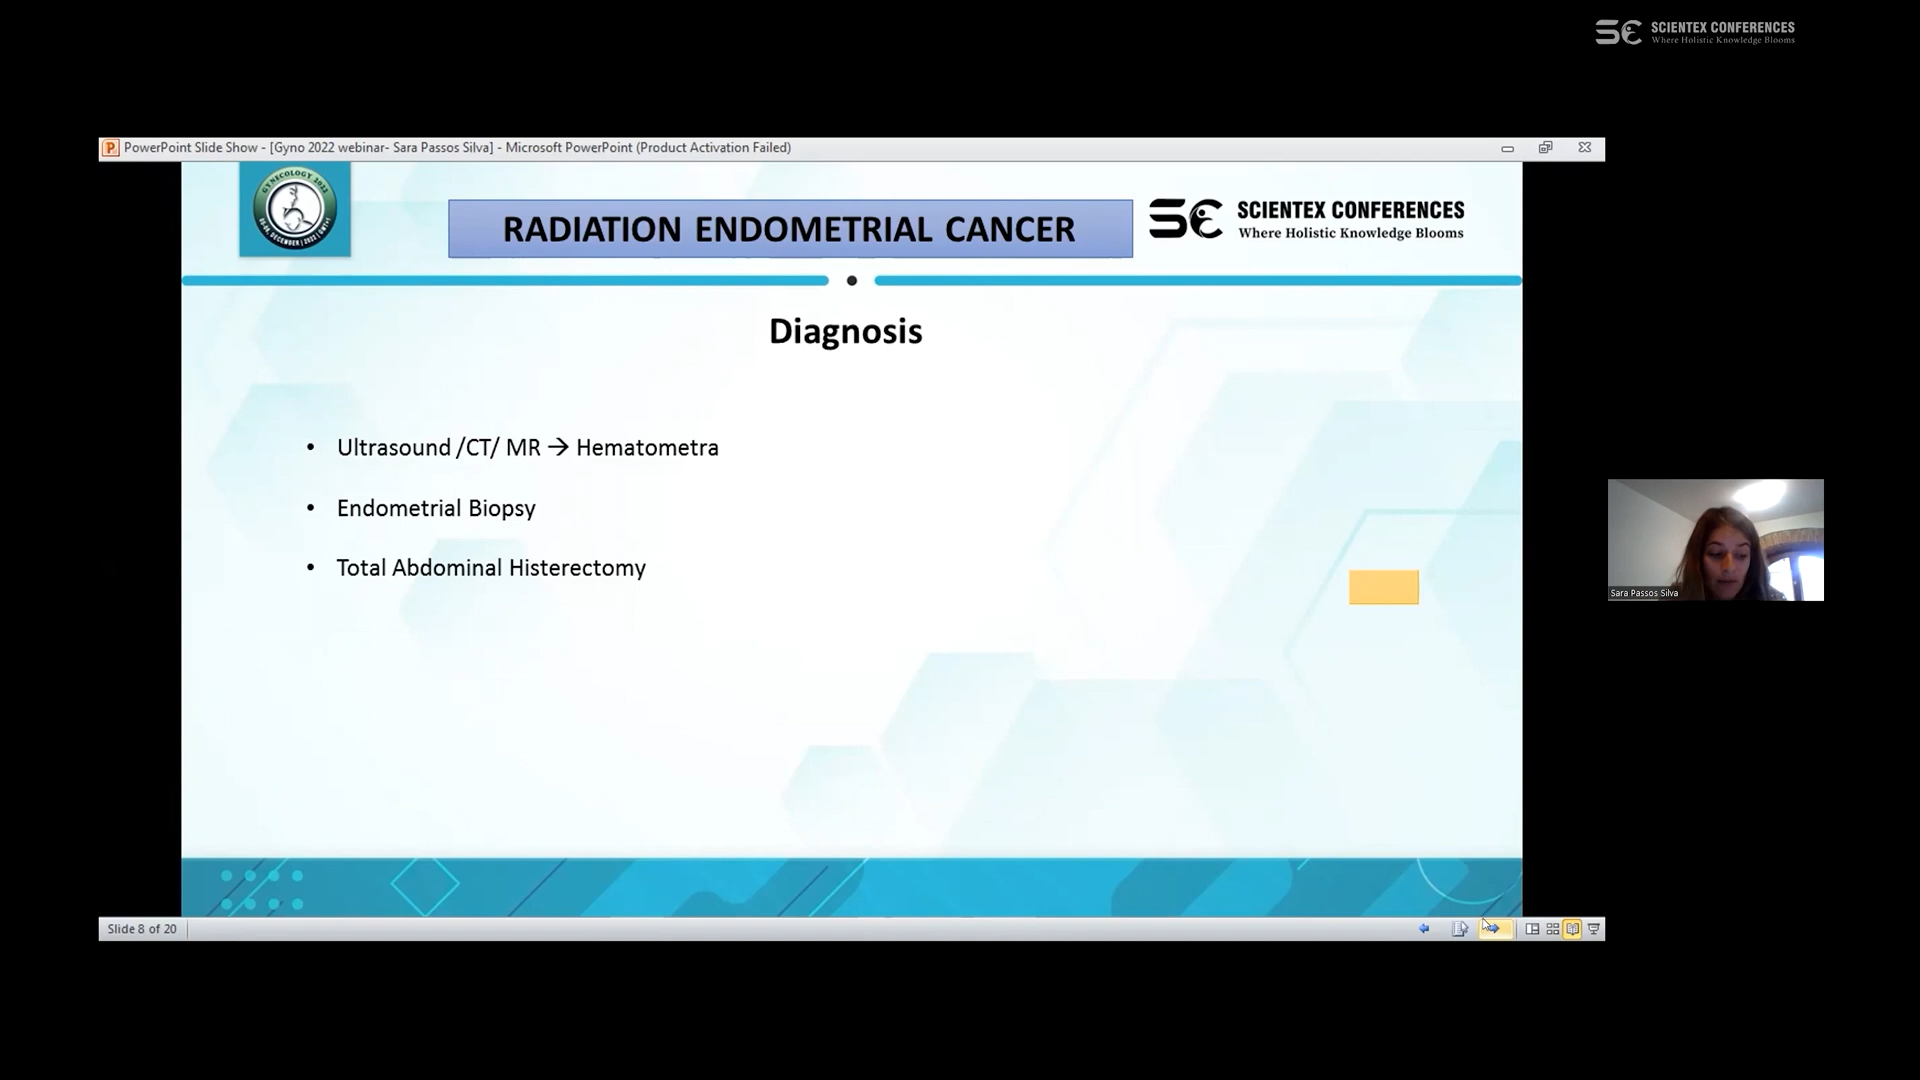 SCIENTEX CONFERENCES
Where Holistic Knowledge Blooms
PowerPoint Slide Show - [Gyno 2022 webinar- Sara Passos Silva] - Microsoft PowerPoint (Product Activation Failed)
GYNECOLOGY 2022
RADIATION ENDOMETRIAL CANCER
SCIENTEX CONFERENCES
Where Holistic Knowledge Blooms
Diagnosis
• Ultrasound /CT/ MR → Hematometra
• Endometrial Biopsy
• Total Abdominal Histerectomy
Sara Passos Silva
Slide 8 of 20